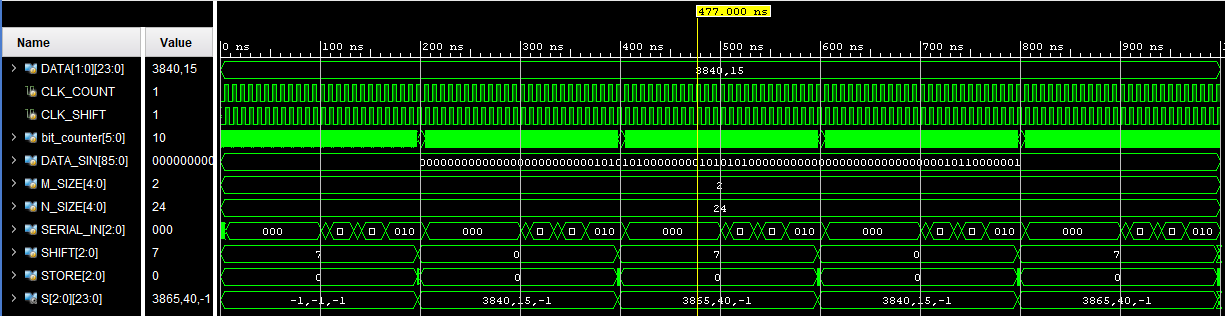 477.000 ns
Name Value
0 ns 100 ns 200 ns 300 ns 400 ns 500 ns 600 ns 700 ns 800 ns 900 ns
DATA[1:0][23:0] 3840,15 3840,15
CLK_COUNT 1
CLK_SHIFT 1
bit_counter[5:0] 10
DATA_SIN[85:0] 000000000
M_SIZE[4:0] 2 2
N_SIZE[4:0] 24 24
SERIAL_IN[2:0] 000 000 010 000 010 000 010 000 010 000 010
SHIFT[2:0] 7 7 0 7 0 7
STORE[2:0] 0 0 0 0 0 0
S[2:0][23:0] 3865,40,-1 -1,-1,-1 3840,15,-1 3865,40,-1 3840,15,-1 3865,40,-1